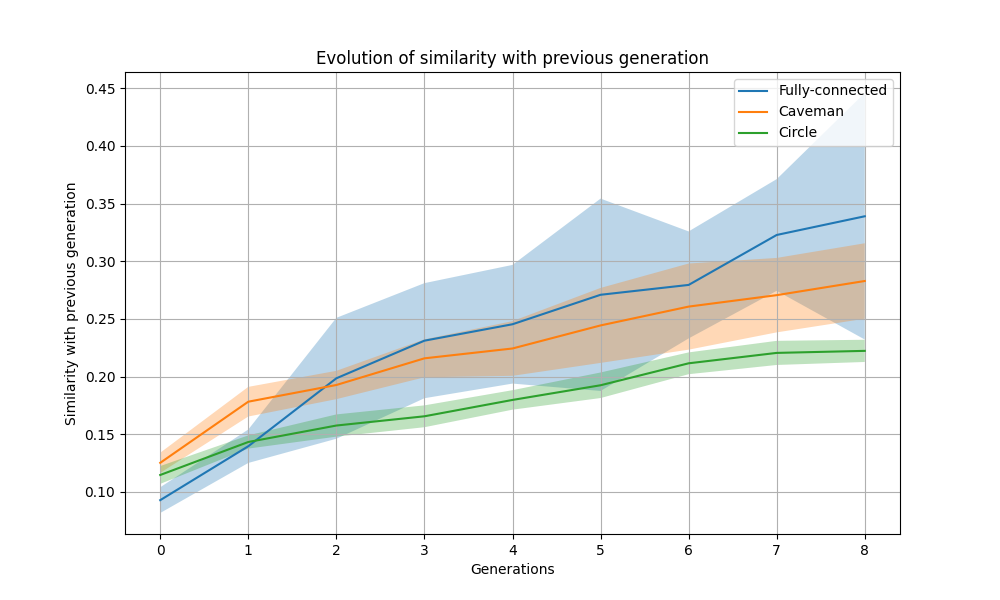 Evolution of similarity with previous generation
Fully-connected
Caveman
Circle
Similarity with previous generation
0.45
0.40
0.35
0.30
0.25
0.20
0.15
0.10
0 1 2 3 4 5 6 7 8
Generations